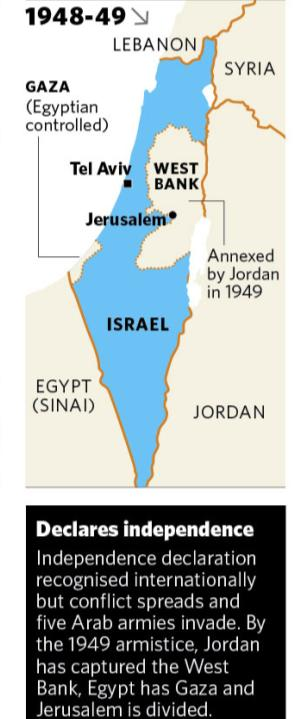 1948-49
LEBANON
SYRIA
GAZA
(Egyptian
controlled)
Tel Aviv
WEST
BANK
Jerusalem
Annexed
by Jordan
in 1949
ISRAEL
EGYPT
(SINAI)
JORDAN
Declares independence
Independence declaration
recognised internationally
but conflict spreads and
five Arab armies invade. By
the 1949 armistice, Jordan
has captured the West
Bank, Egypt has Gaza and
Jerusalem is divided.